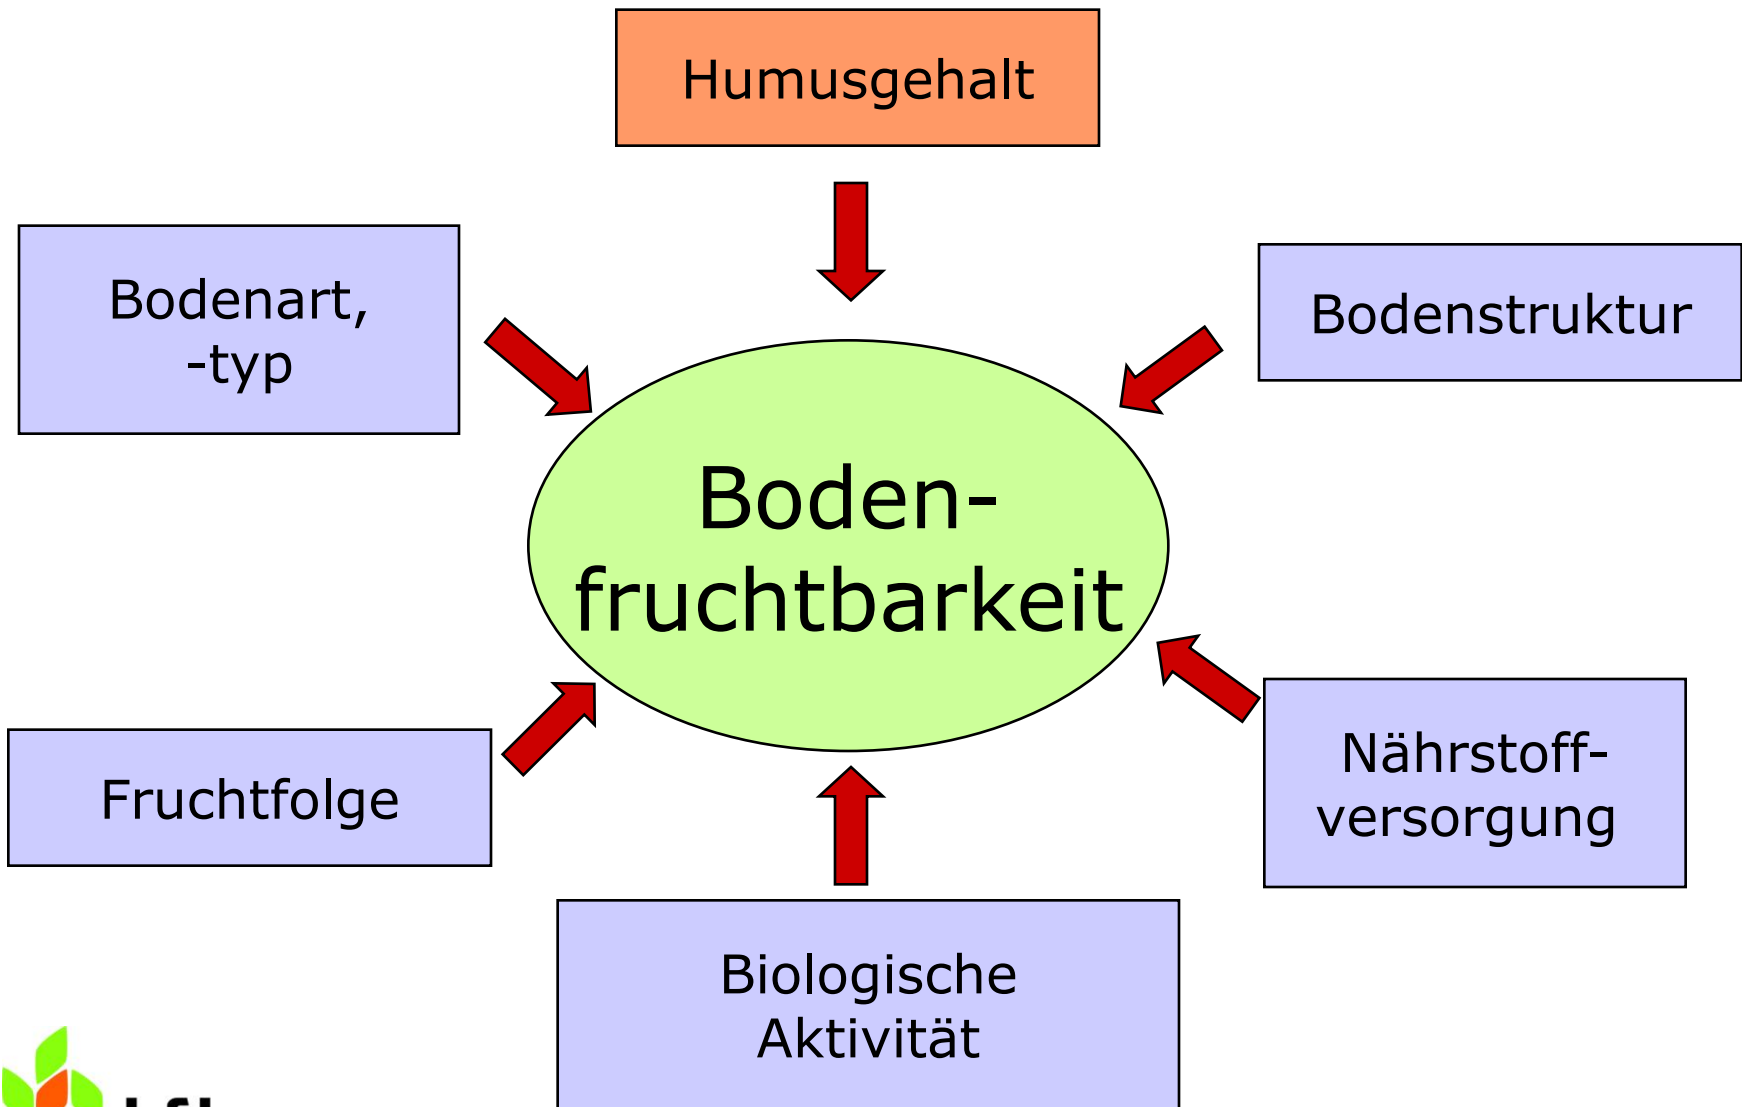 Humusgehalt
Bodenart,
-typ
Bodenstruktur
Boden-
fruchtbarkeit
Fruchtfolge
Nährstoff-
versorgung
Biologische
Aktivität